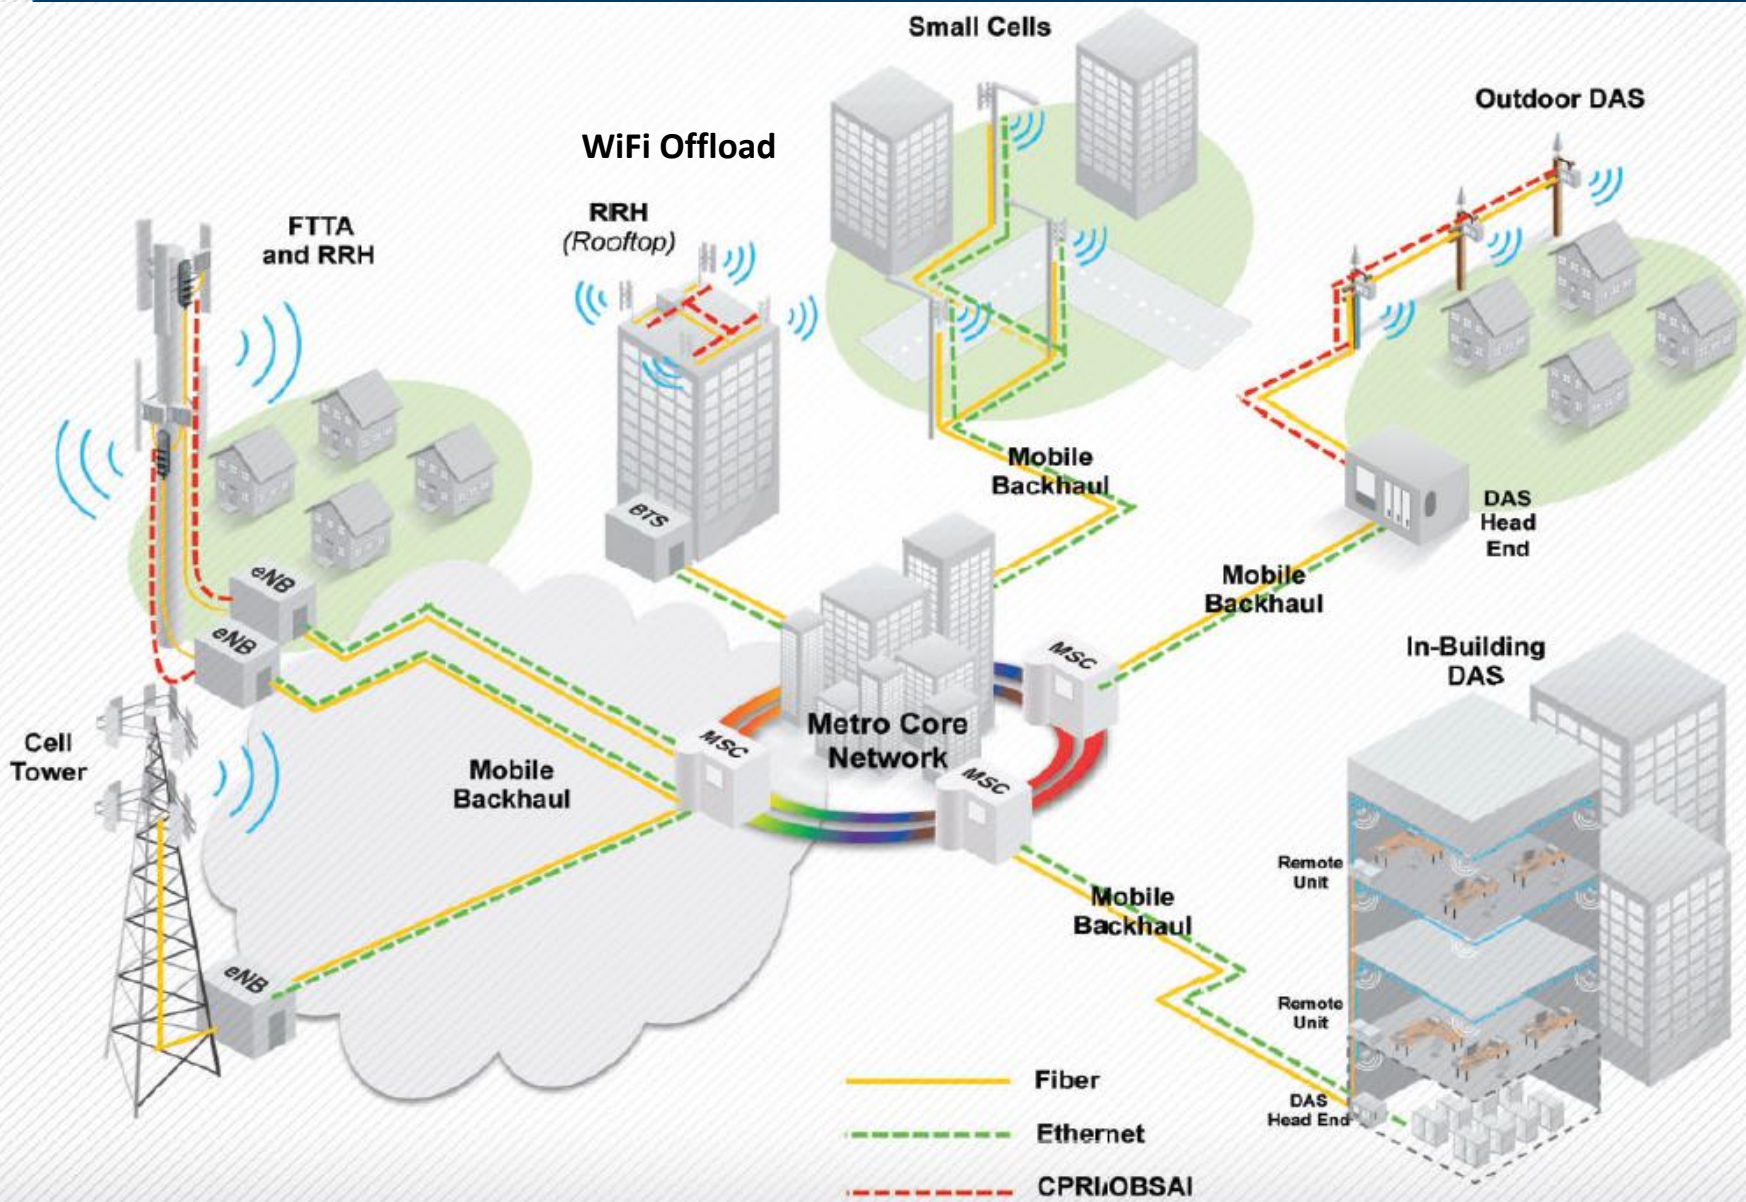 Small Cells
Outdoor DAS
WiFi Offload
RRH
(Rooftop)
FTTA
and RRH
Mobile
Backhaul
BTS
DAS
Head
End
eNB
Mobile
Backhaul
eNB
MSC
In-Building
DAS
Metro Core
Network
MSC
Cell
Tower
Mobile
Backhaul
MSC
Remote
Unit
Mobile
Backhaul
eNB
Remote
Unit
Fiber
DAS
Head End
Ethernet
CPRI/OBSAI